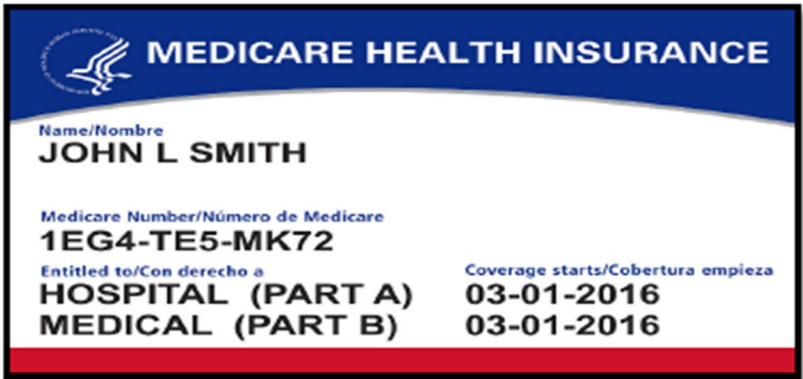 MEDICARE HEALTH INSURANCE
Name/Nombre
JOHN L SMITH
Medicare Number/Número de Medicare
1EG4-TE5-MK72
Entitled to/Con derecho a Coverage starts/Cobertura empieza
HOSPITAL (PART A) 03-01-2016
MEDICAL (PART B) 03-01-2016